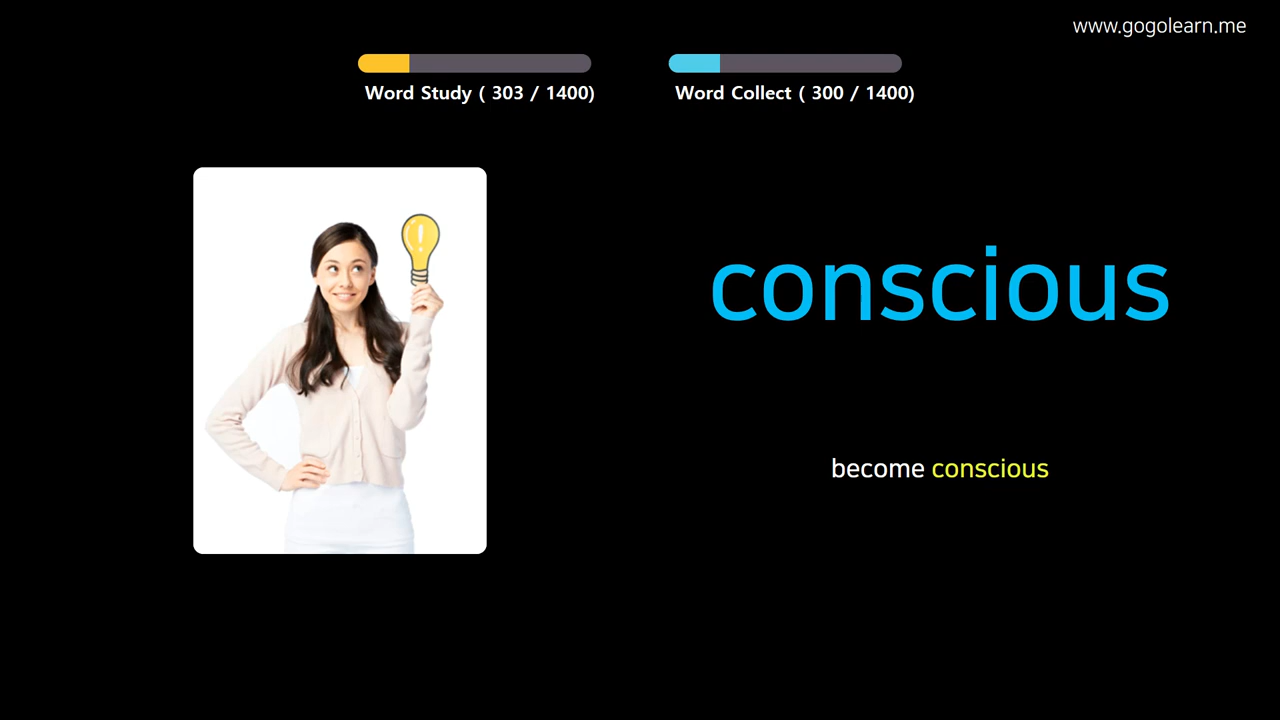 www.gogolearn.me
Word Study ( 303 / 1400)
Word Collect ( 300 / 1400)
conscious
become conscious